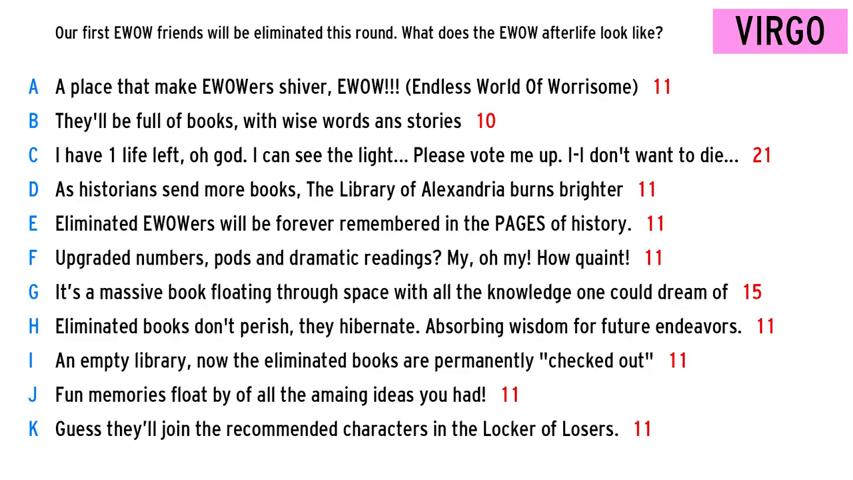 Our first EWOW friends will be eliminated this round. What does the EWOW afterlife look like?
VIRGO
A A place that make EWOWers shiver, EWOW!!! (Endless World Of Worrisome) 11
B They'll be full of books, with wise words ans stories 10
C I have 1 life left, oh god. I can see the light... Please vote me up. I-I don't want to die... 21
D As historians send more books, The Library of Alexandria burns brighter 11
E Eliminated EWOWers will be forever remembered in the PAGES of history. 11
F Upgraded numbers, pods and dramatic readings? My, oh my! How quaint! 11
G It’s a massive book floating through space with all the knowledge one could dream of 15
H Eliminated books don't perish, they hibernate. Absorbing wisdom for future endeavors. 11
I An empty library, now the eliminated books are permanently "checked out" 11
J Fun memories float by of all the amaing ideas you had! 11
K Guess they’ll join the recommended characters in the Locker of Losers. 11